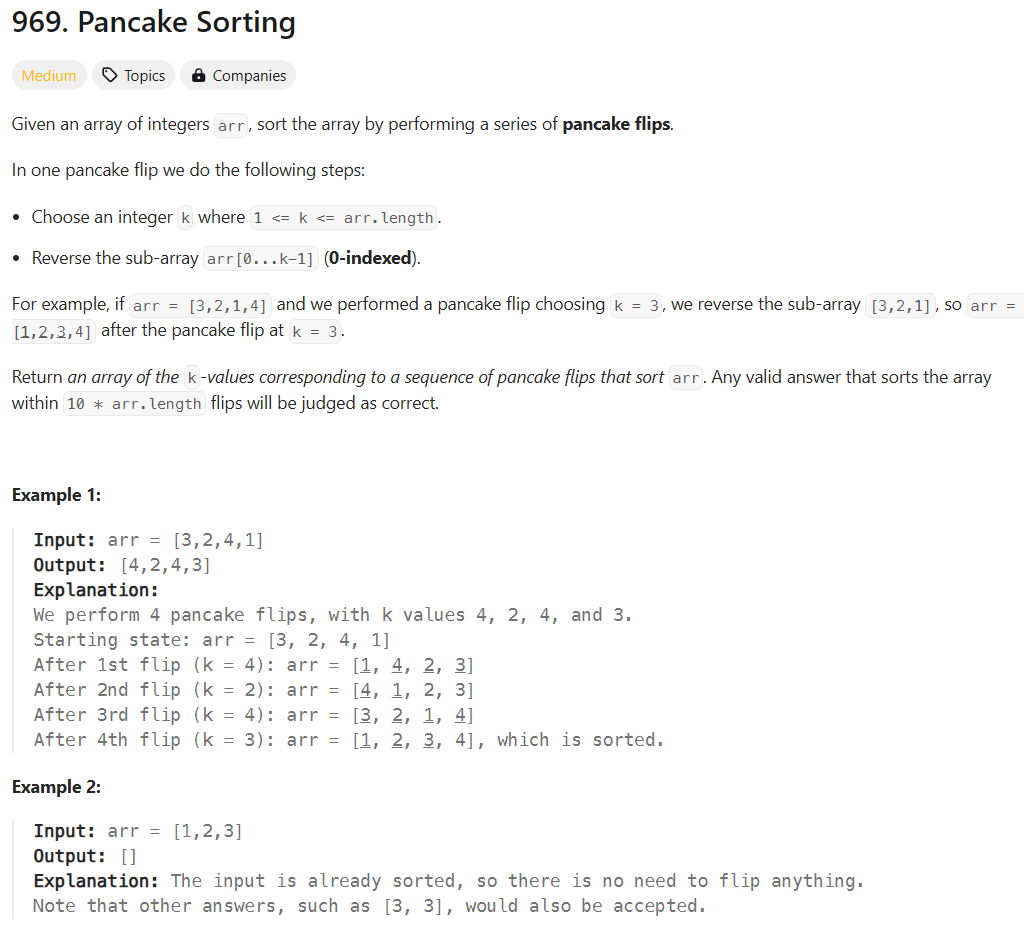 969. Pancake Sorting
Medium Topics Companies
Given an array of integers arr, sort the array by performing a series of pancake flips.
In one pancake flip we do the following steps:
• Choose an integer k where 1 <= k <= arr.length.
• Reverse the sub-array arr[0...k-1] (0-indexed).
For example, if arr = [3,2,1,4] and we performed a pancake flip choosing k = 3, we reverse the sub-array [3,2,1], so arr =
[1,2,3,4] after the pancake flip at k = 3.
Return an array of the k-values corresponding to a sequence of pancake flips that sort arr. Any valid answer that sorts the array
within 10 * arr.length flips will be judged as correct.
Example 1:
Input: arr = [3,2,4,1]
Output: [4,2,4,3]
Explanation:
We perform 4 pancake flips, with k values 4, 2, 4, and 3.
Starting state: arr = [3, 2, 4, 1]
After 1st flip (k = 4): arr = [1, 4, 2, 3]
After 2nd flip (k = 2): arr = [4, 1, 2, 3]
After 3rd flip (k = 4): arr = [3, 2, 1, 4]
After 4th flip (k = 3): arr = [1, 2, 3, 4], which is sorted.
Example 2:
Input: arr = [1,2,3]
Output: []
Explanation: The input is already sorted, so there is no need to flip anything.
Note that other answers, such as [3, 3], would also be accepted.